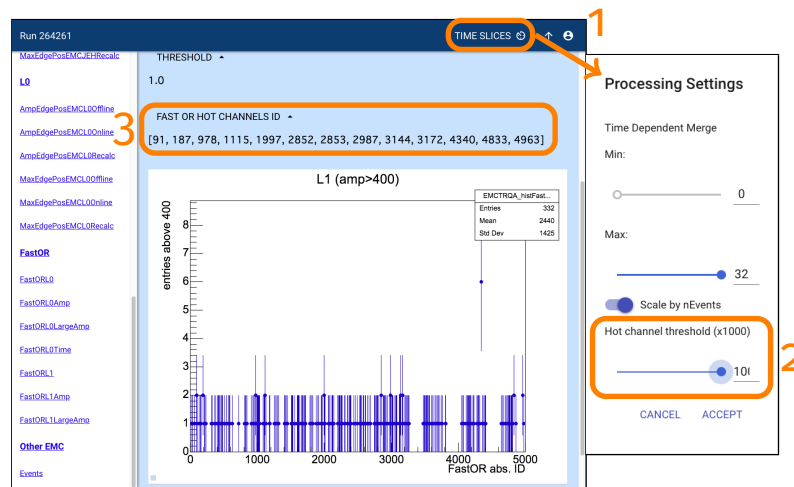 1
Run 264261
TIME SLICES
MaxEdgePosEMCJEHRecalc
L0
AmpEdgePosEMCL0Offline
AmpEdgePosEMCL0Online
AmpEdgePosEMCL0Recalc
MaxEdgePosEMCL0Offline
MaxEdgePosEMCL0Online
MaxEdgePosEMCL0Recalc
FastOR
FastORL0
FastORL0Amp
FastORL0LargeAmp
FastORL0Time
FastORL1
FastORL1Amp
FastORL1LargeAmp
Other EMC
Events
THRESHOLD
1.0
3
FAST OR HOT CHANNELS ID
[91, 187, 978, 1115, 1997, 2852, 2853, 2987, 3144, 3172, 4340, 4833, 4963]
L1 (amp>400)
EMCTRQA_histFast...
Entries 332
Mean 2440
Std Dev 1425
entries above 400
8
7
6
5
4
3
2
1
0
0 1000 2000 3000 4000 5000
FastOR abs. ID
Processing Settings
Time Dependent Merge
Min:
0
Max:
32
Scale by nEvents
Hot channel threshold (x1000)
2
CANCEL ACCEPT